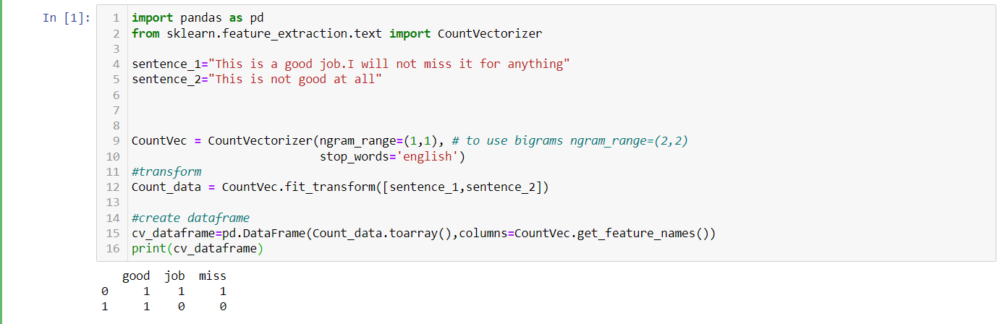 In [1]:
1 import pandas as pd
2 from sklearn.feature_extraction.text import CountVectorizer
3
4 sentence_1="This is a good job.I will not miss it for anything"
5 sentence_2="This is not good at all"
6
7
8
9 CountVec = CountVectorizer(ngram_range=(1,1), # to use bigrams ngram_range=(2,2)
10                            stop_words='english')
11 #transform
12 Count_data = CountVec.fit_transform([sentence_1,sentence_2])
13
14 #create dataframe
15 cv_dataframe=pd.DataFrame(Count_data.toarray(),columns=CountVec.get_feature_names())
16 print(cv_dataframe)
   good  job  miss
0     1    1     1
1     1    0     0